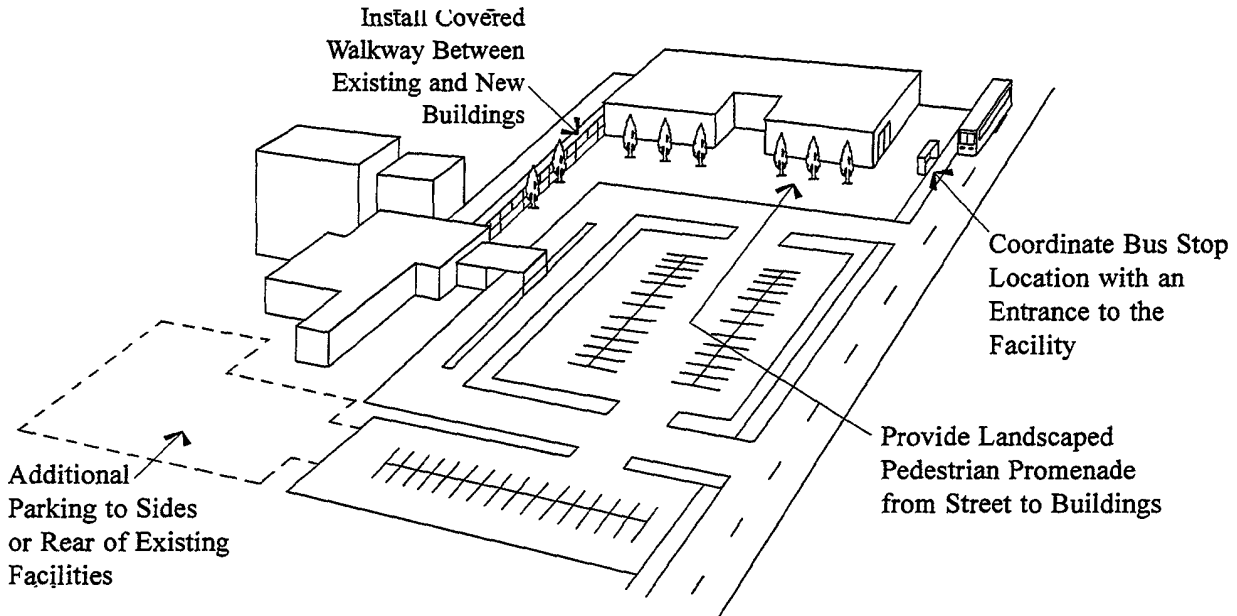 Install Covered
Walkway Between
Existing and New
Buildings
Coordinate Bus Stop
Location with an
Entrance to the
Facility
Provide Landscaped
Pedestrian Promenade
from Street to Buildings
Additional
Parking to Sides
or Rear of Existing
Facilities